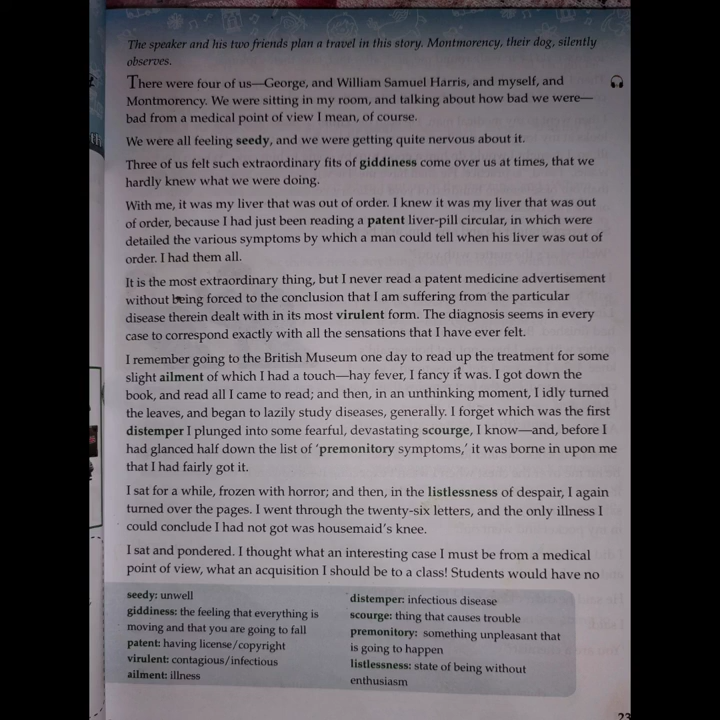 The speaker and his two friends plan a travel in this story. Montmorency, their dog, silently
observes.
There were four of us—George, and William Samuel Harris, and myself, and
Montmorency. We were sitting in my room, and talking about how bad we were—
bad from a medical point of view I mean, of course.
We were all feeling seedy, and we were getting quite nervous about it.
Three of us felt such extraordinary fits of giddiness come over us at times, that we
hardly knew what we were doing.
With me, it was my liver that was out of order. I knew it was my liver that was out
of order, because I had just been reading a patent liver-pill circular, in which were
detailed the various symptoms by which a man could tell when his liver was out of
order. I had them all.
It is the most extraordinary thing, but I never read a patent medicine advertisement
without being forced to the conclusion that I am suffering from the particular
disease therein dealt with in its most virulent form. The diagnosis seems in every
case to correspond exactly with all the sensations that I have ever felt.
I remember going to the British Museum one day to read up the treatment for some
slight ailment of which I had a touch—hay fever, I fancy it was. I got down the
book, and read all I came to read; and then, in an unthinking moment, I idly turned
the leaves, and began to lazily study diseases, generally. I forget which was the first
distemper I plunged into some fearful, devastating scourge, I know—and, before I
had glanced half down the list of 'premonitory symptoms,' it was borne in upon me
that I had fairly got it.
I sat for a while, frozen with horror; and then, in the listlessness of despair, I again
turned over the pages. I went through the twenty-six letters, and the only illness I
could conclude I had not got was housemaid's knee.
I sat and pondered. I thought what an interesting case I must be from a medical
point of view, what an acquisition I should be to a class! Students would have no
seedy: unwell
giddiness: the feeling that everything is
moving and that you are going to fall
patent: having license/copyright
virulent: contagious/infectious
ailment: illness
distemper: infectious disease
scourge: thing that causes trouble
premonitory: something unpleasant that
is going to happen
listlessness: state of being without
enthusiasm
23